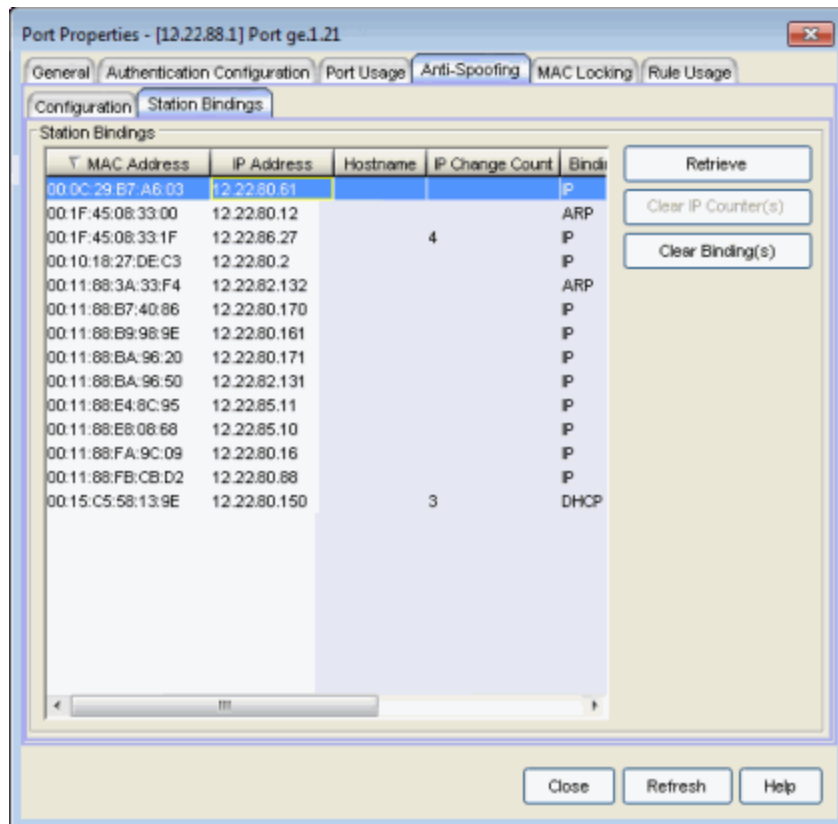 Port Properties - [12.22.88.1] Port ge.1.21
General Authentication Configuration Port Usage Anti-Spoofing MAC Locking Rule Usage
Configuration Station Bindings
Station Bindings
MAC Address IP Address Hostname IP Change Count Bindi
00:0C:29:B7:A6:03 12.22.80.61 IP
00:1F:45:08:33:00 12.22.80.12 ARP
00:1F:45:08:33:1F 12.22.86.27 4 IP
00:10:18:27:DE:C3 12.22.80.2 IP
00:11:88:3A:33:F4 12.22.82.132 ARP
00:11:88:B7:40:86 12.22.80.170 IP
00:11:88:B9:98:9E 12.22.80.161 IP
00:11:88:BA:96:20 12.22.80.171 IP
00:11:88:BA:96:50 12.22.82.131 IP
00:11:88:E4:8C:95 12.22.85.11 IP
00:11:88:E8:08:68 12.22.85.10 IP
00:11:88:FA:9C:09 12.22.80.16 IP
00:11:88:FB:CB:D2 12.22.80.88 IP
00:15:C5:58:13:9E 12.22.80.150 3 DHCP
Retrieve
Clear IP Counter(s)
Clear Binding(s)
Close Refresh Help